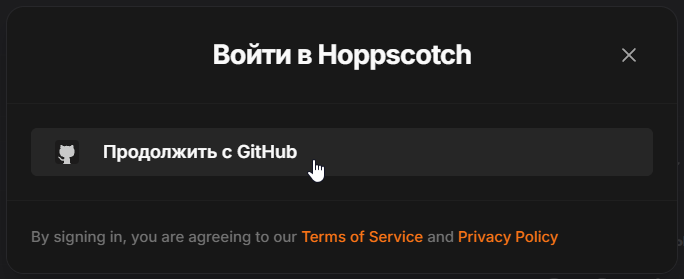 Войти в Hoppscotch
Продолжить с GitHub
By signing in, you are agreeing to our Terms of Service and Privacy Policy